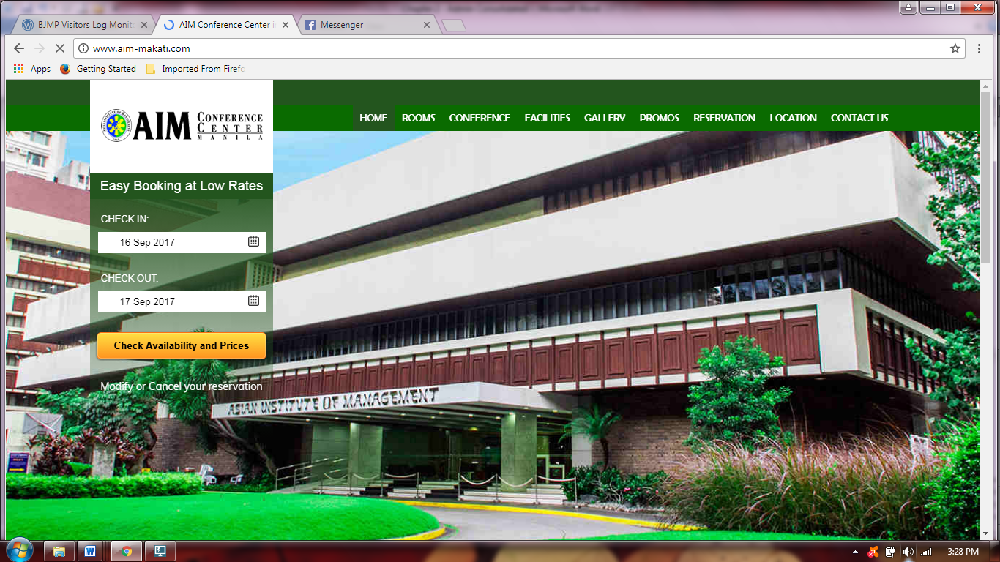 BJMP Visitors Log Monito
AIM Conference Center i
Messenger
www.aim-makati.com
Apps
Getting Started
Imported From Firefo
AIM CONFERENCE CENTER MANILA
HOME
ROOMS
CONFERENCE
FACILITIES
GALLERY
PROMOS
RESERVATION
LOCATION
CONTACT US
Easy Booking at Low Rates
CHECK IN:
16 Sep 2017
CHECK OUT:
17 Sep 2017
Check Availability and Prices
Modify or Cancel your reservation
ASIAN INSTITUTE OF MANAGEMENT
3:28 PM